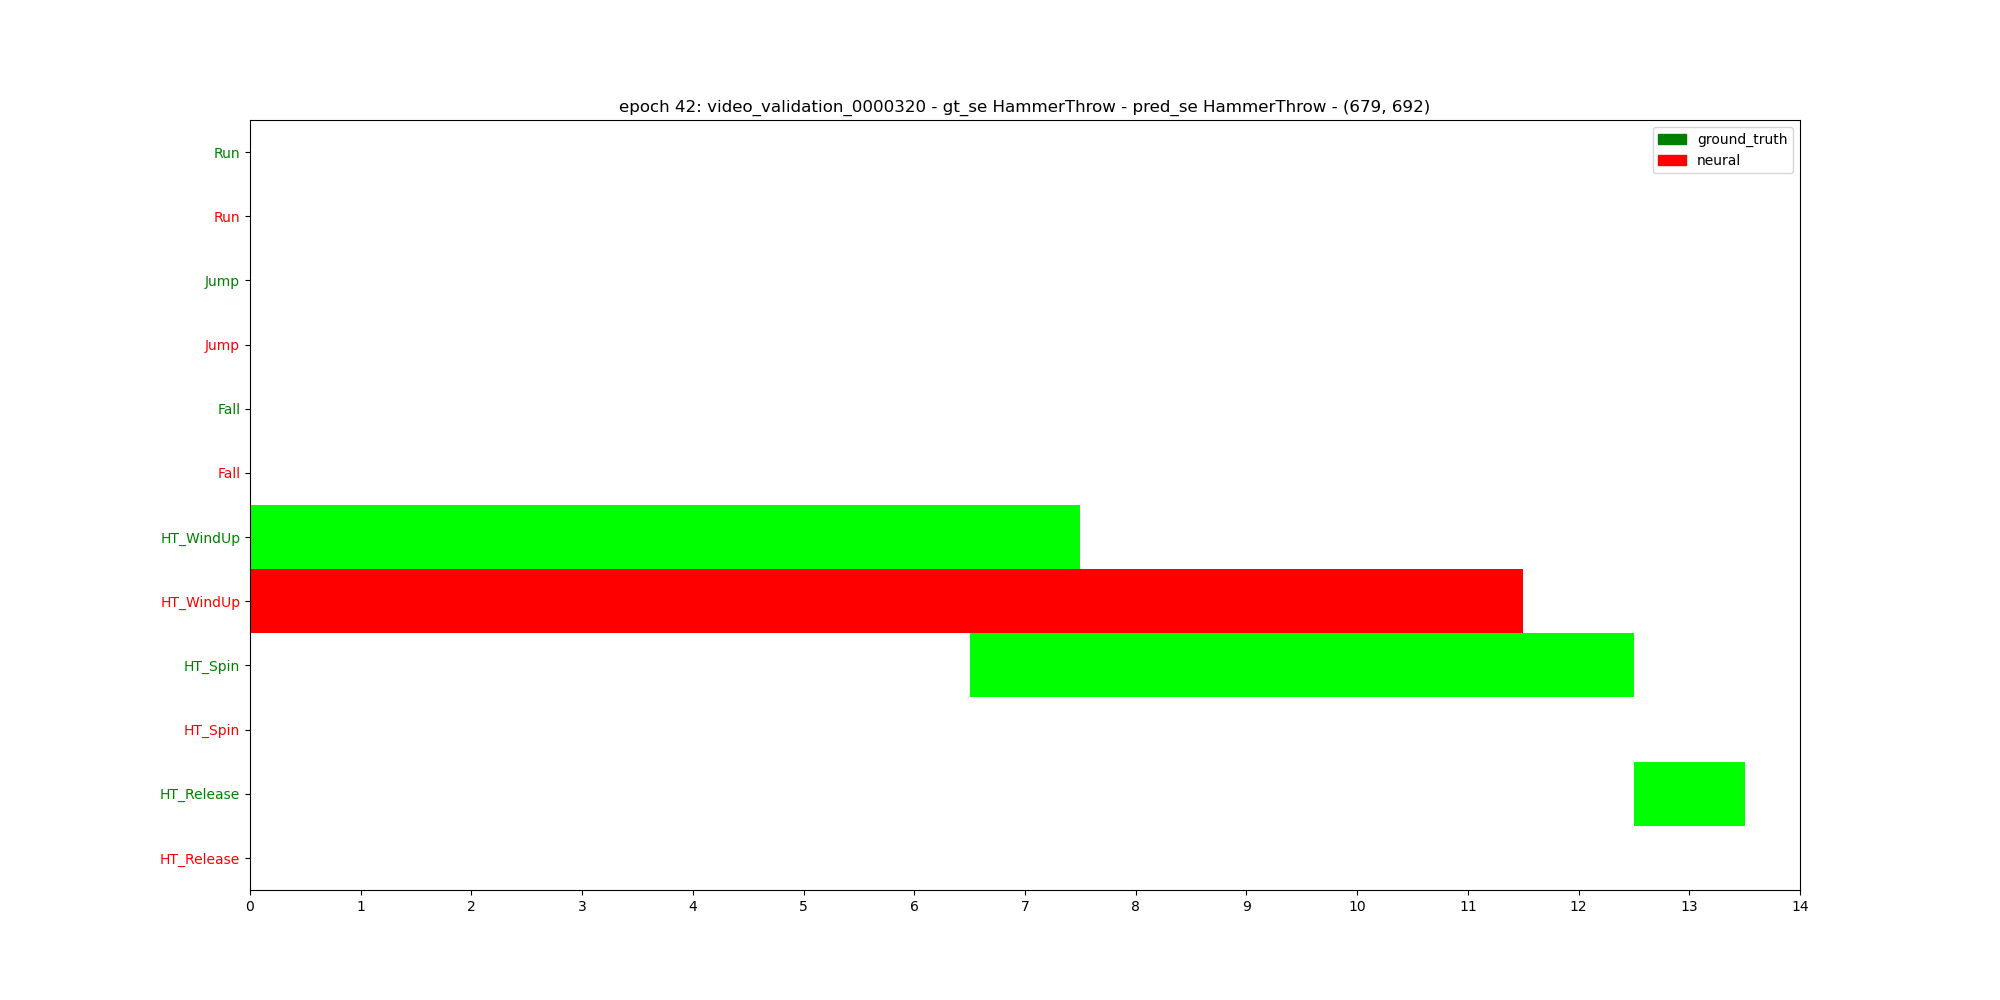 epoch 42: video_validation_0000320 - gt_se HammerThrow - pred_se HammerThrow - (679, 692)
ground_truth
neural
Run
Run
Jump
Jump
Fall
Fall
HT_WindUp
HT_WindUp
HT_Spin
HT_Spin
HT_Release
HT_Release
0 1 2 3 4 5 6 7 8 9 10 11 12 13 14